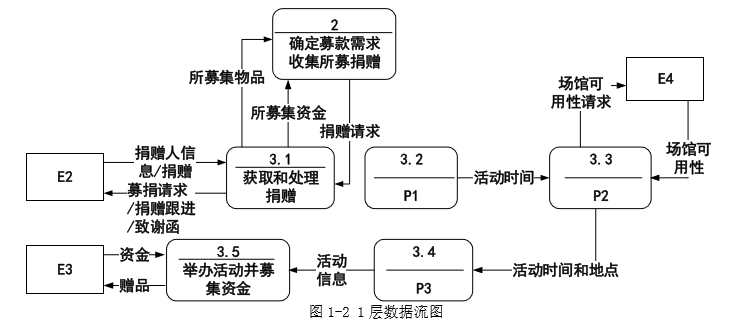 2
确定募款需求
收集所募捐赠
所募集物品
所募集资金
捐赠请求
场馆可
用性请求
E4
场馆可
用性
E2
捐赠人信
息/捐赠
募捐请求
/捐赠跟进
/致谢函
3.1
获取和处理
捐赠
3.2
P1
活动时间
3.3
P2
E3
资金
赠品
3.5
举办活动并募
集资金
活动
信息
3.4
P3
活动时间和地点
图1-2 1层数据流图